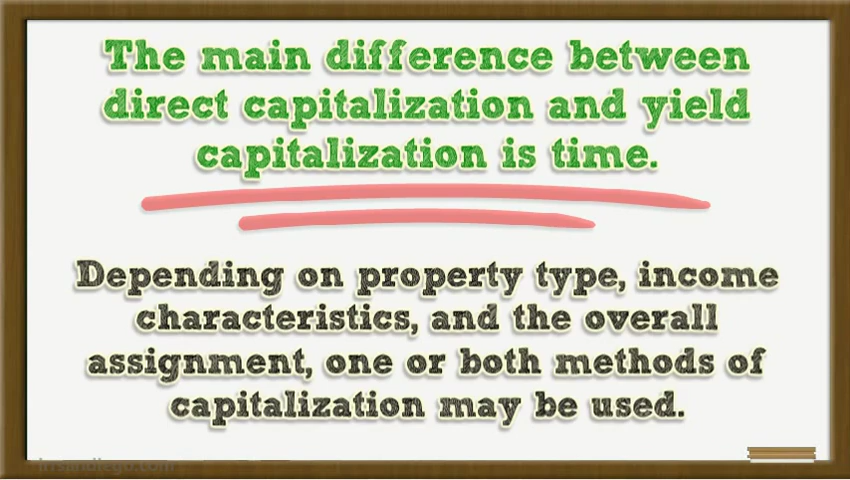 The main difference between
direct capitalization and yield
capitalization is time.
Depending on property type, income
characteristics, and the overall
assignment, one or both methods of
capitalization may be used.